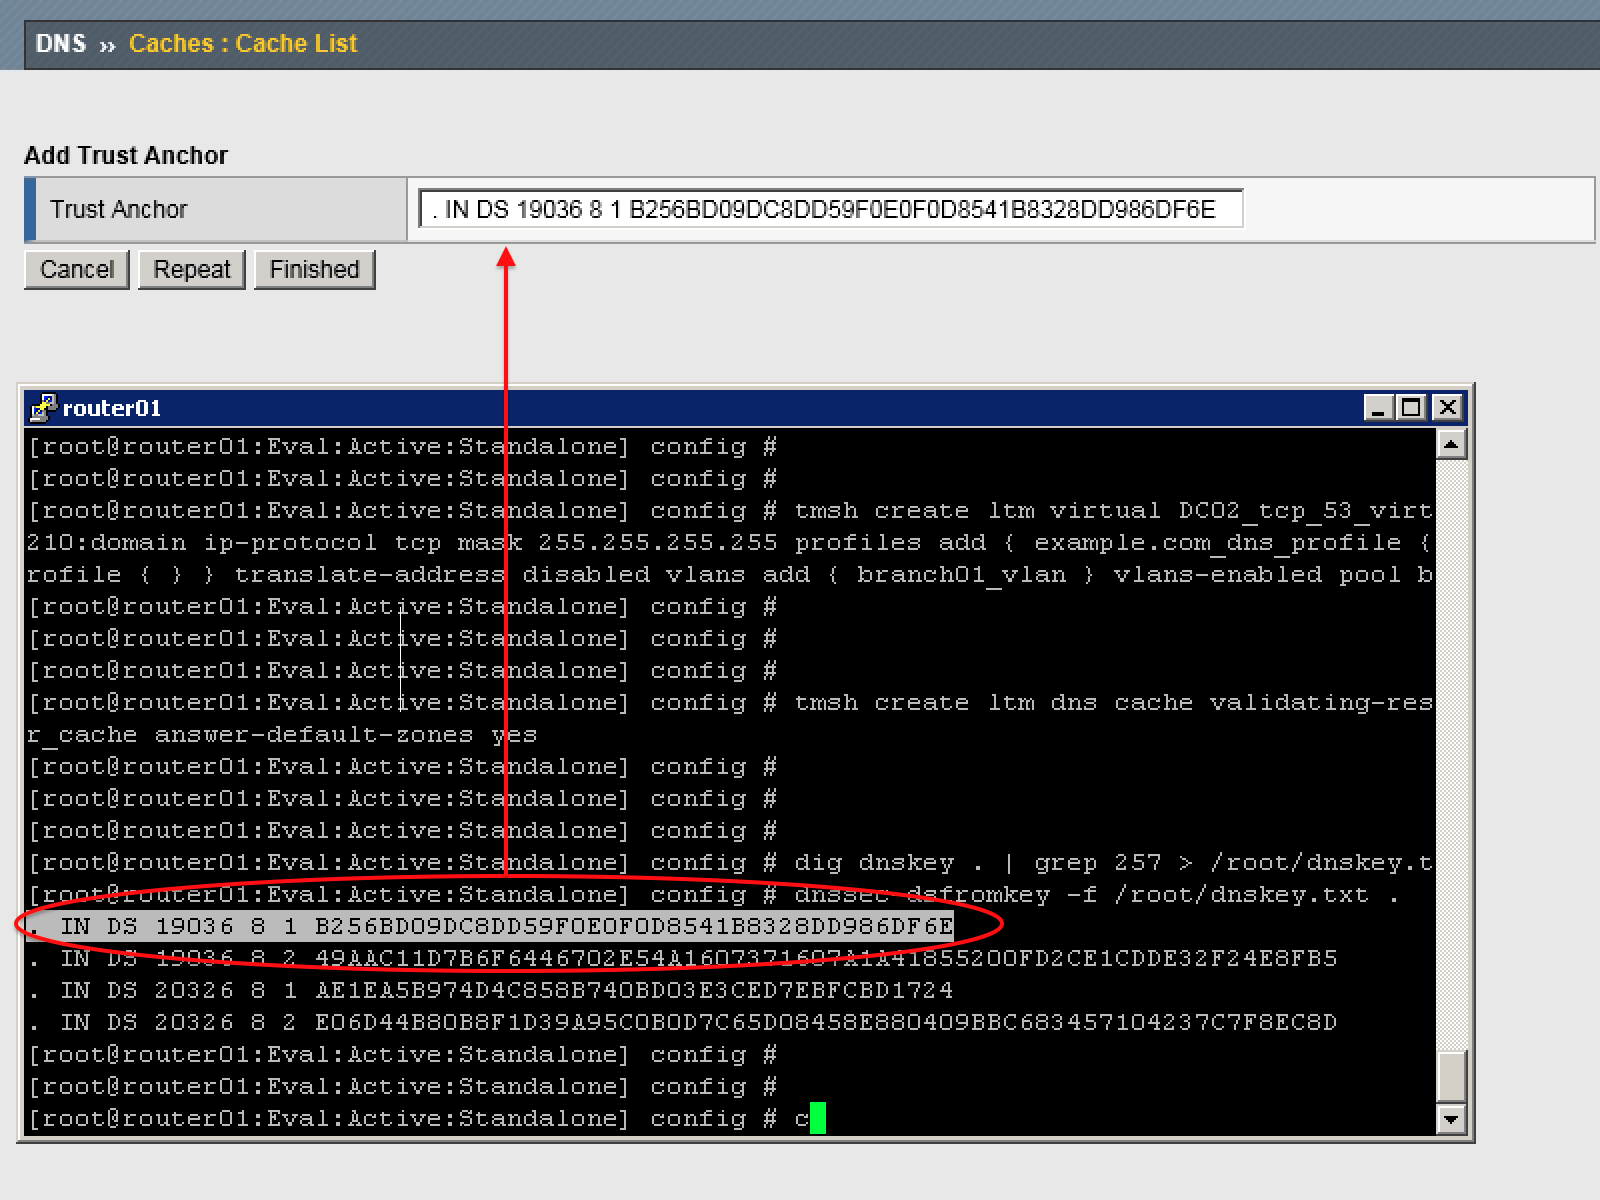 DNS » Caches : Cache List
Add Trust Anchor
Trust Anchor
. IN DS 19036 8 1 B256BD09DC8DD59F0E0F0D8541B8328DD986DF6E
Cancel Repeat Finished
router01
[root@router01:Eval:Active:Standalone] config #
[root@router01:Eval:Active:Standalone] config #
[root@router01:Eval:Active:Standalone] config # tmsh create ltm virtual DC02_tcp_53_virt
210:domain ip-protocol tcp mask 255.255.255.255 profiles add { example.com_dns_profile {
rofile { } } translate-address disabled vlans add { branch01_vlan } vlans-enabled pool b
[root@router01:Eval:Active:Standalone] config #
[root@router01:Eval:Active:Standalone] config #
[root@router01:Eval:Active:Standalone] config #
[root@router01:Eval:Active:Standalone] config # tmsh create ltm dns cache validating-res
r_cache answer-default-zones yes
[root@router01:Eval:Active:Standalone] config #
[root@router01:Eval:Active:Standalone] config #
[root@router01:Eval:Active:Standalone] config #
[root@router01:Eval:Active:Standalone] config # dig dnskey . | grep 257 > /root/dnskey.t
[root@router01:Eval:Active:Standalone] config # dnssec-dsfromkey -f /root/dnskey.txt .
. IN DS 19036 8 1 B256BD09DC8DD59F0E0F0D8541B8328DD986DF6E
. IN DS 19036 8 2 49AAC11D7B6F6446702E54A1607371607A1A41855200FD2CE1CDDE32F24E8FB5
. IN DS 20326 8 1 AE1EA5B974D4C858B740BD03E3CED7EBFCBD1724
. IN DS 20326 8 2 E06D44B80B8F1D39A95C0B0D7C65D08458E880409BBC683457104237C7F8EC8D
[root@router01:Eval:Active:Standalone] config #
[root@router01:Eval:Active:Standalone] config #
[root@router01:Eval:Active:Standalone] config # c